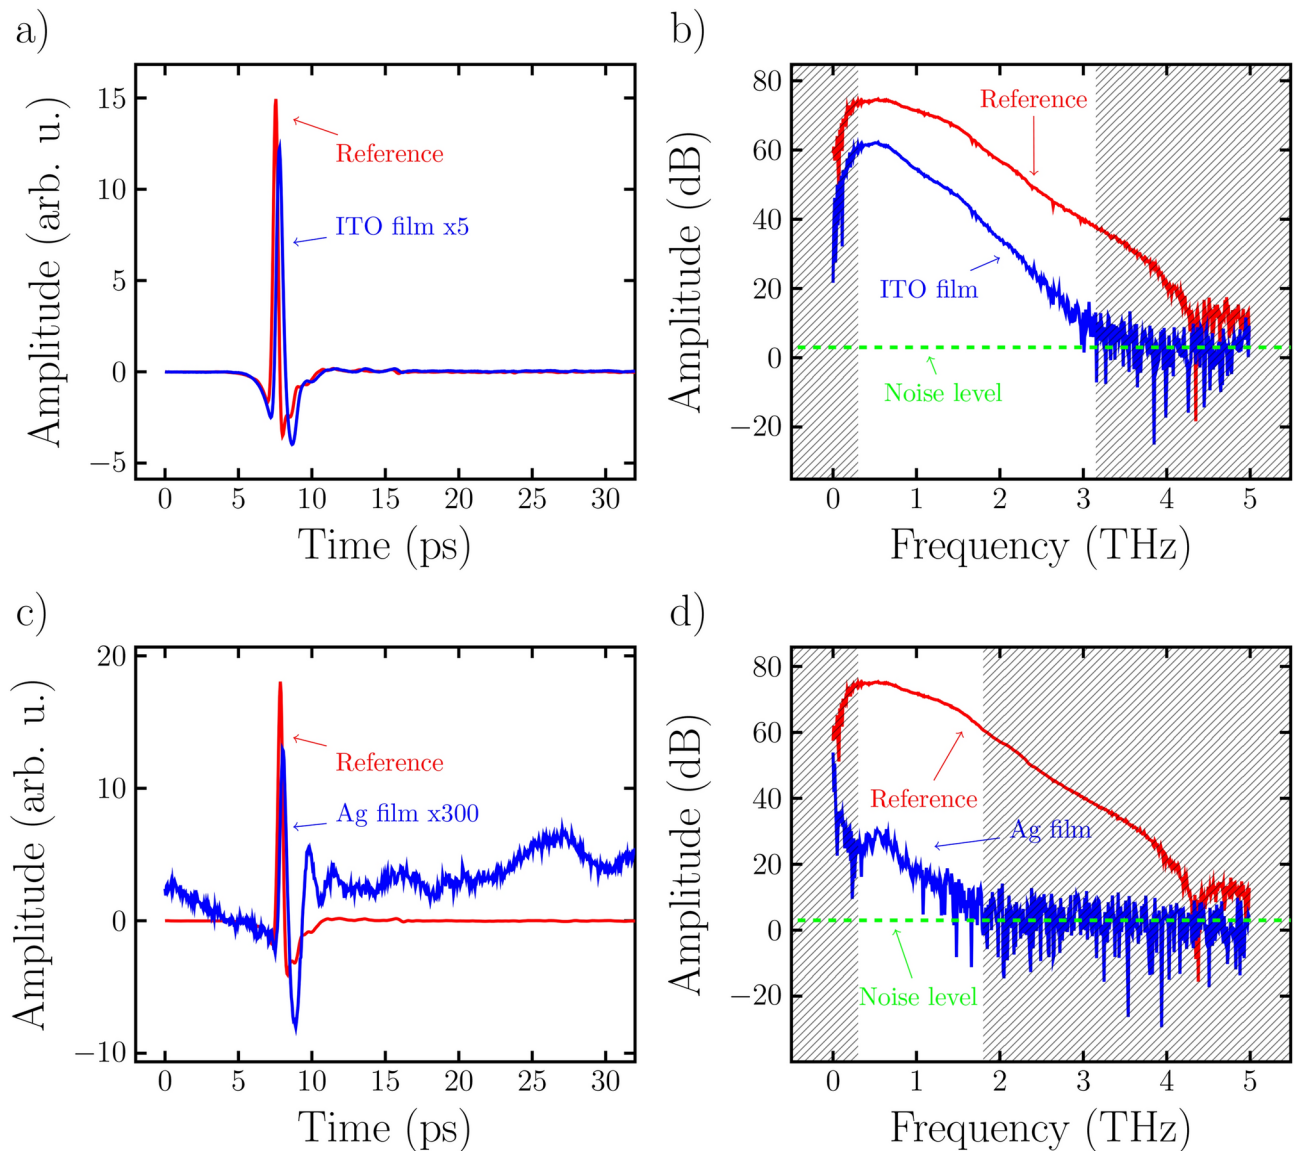 a)
Amplitude (arb. u.)
15
10
5
0
−5
Reference
ITO film x5
0 5 10 15 20 25 30
Time (ps)
b)
Amplitude (dB)
80
60
40
20
0
−20
Reference
ITO film
Noise level
0 1 2 3 4 5
Frequency (THz)
c)
Amplitude (arb. u.)
20
10
0
−10
Reference
Ag film x300
0 5 10 15 20 25 30
Time (ps)
d)
Amplitude (dB)
80
60
40
20
0
−20
Reference
Ag film
Noise level
0 1 2 3 4 5
Frequency (THz)